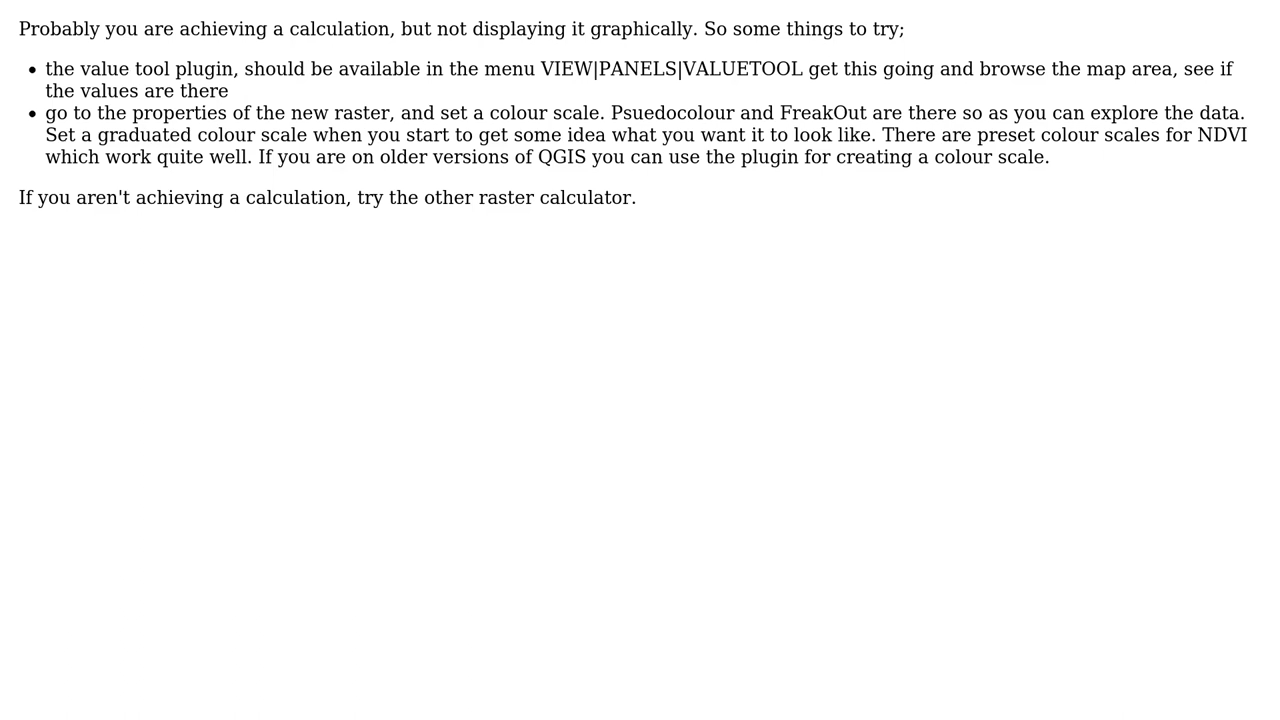 Probably you are achieving a calculation, but not displaying it graphically. So some things to try;
• the value tool plugin, should be available in the menu VIEW|PANELS|VALUETOOL get this going and browse the map area, see if
the values are there
• go to the properties of the new raster, and set a colour scale. Psuedocolour and FreakOut are there so as you can explore the data.
Set a graduated colour scale when you start to get some idea what you want it to look like. There are preset colour scales for NDVI
which work quite well. If you are on older versions of QGIS you can use the plugin for creating a colour scale.
If you aren't achieving a calculation, try the other raster calculator.